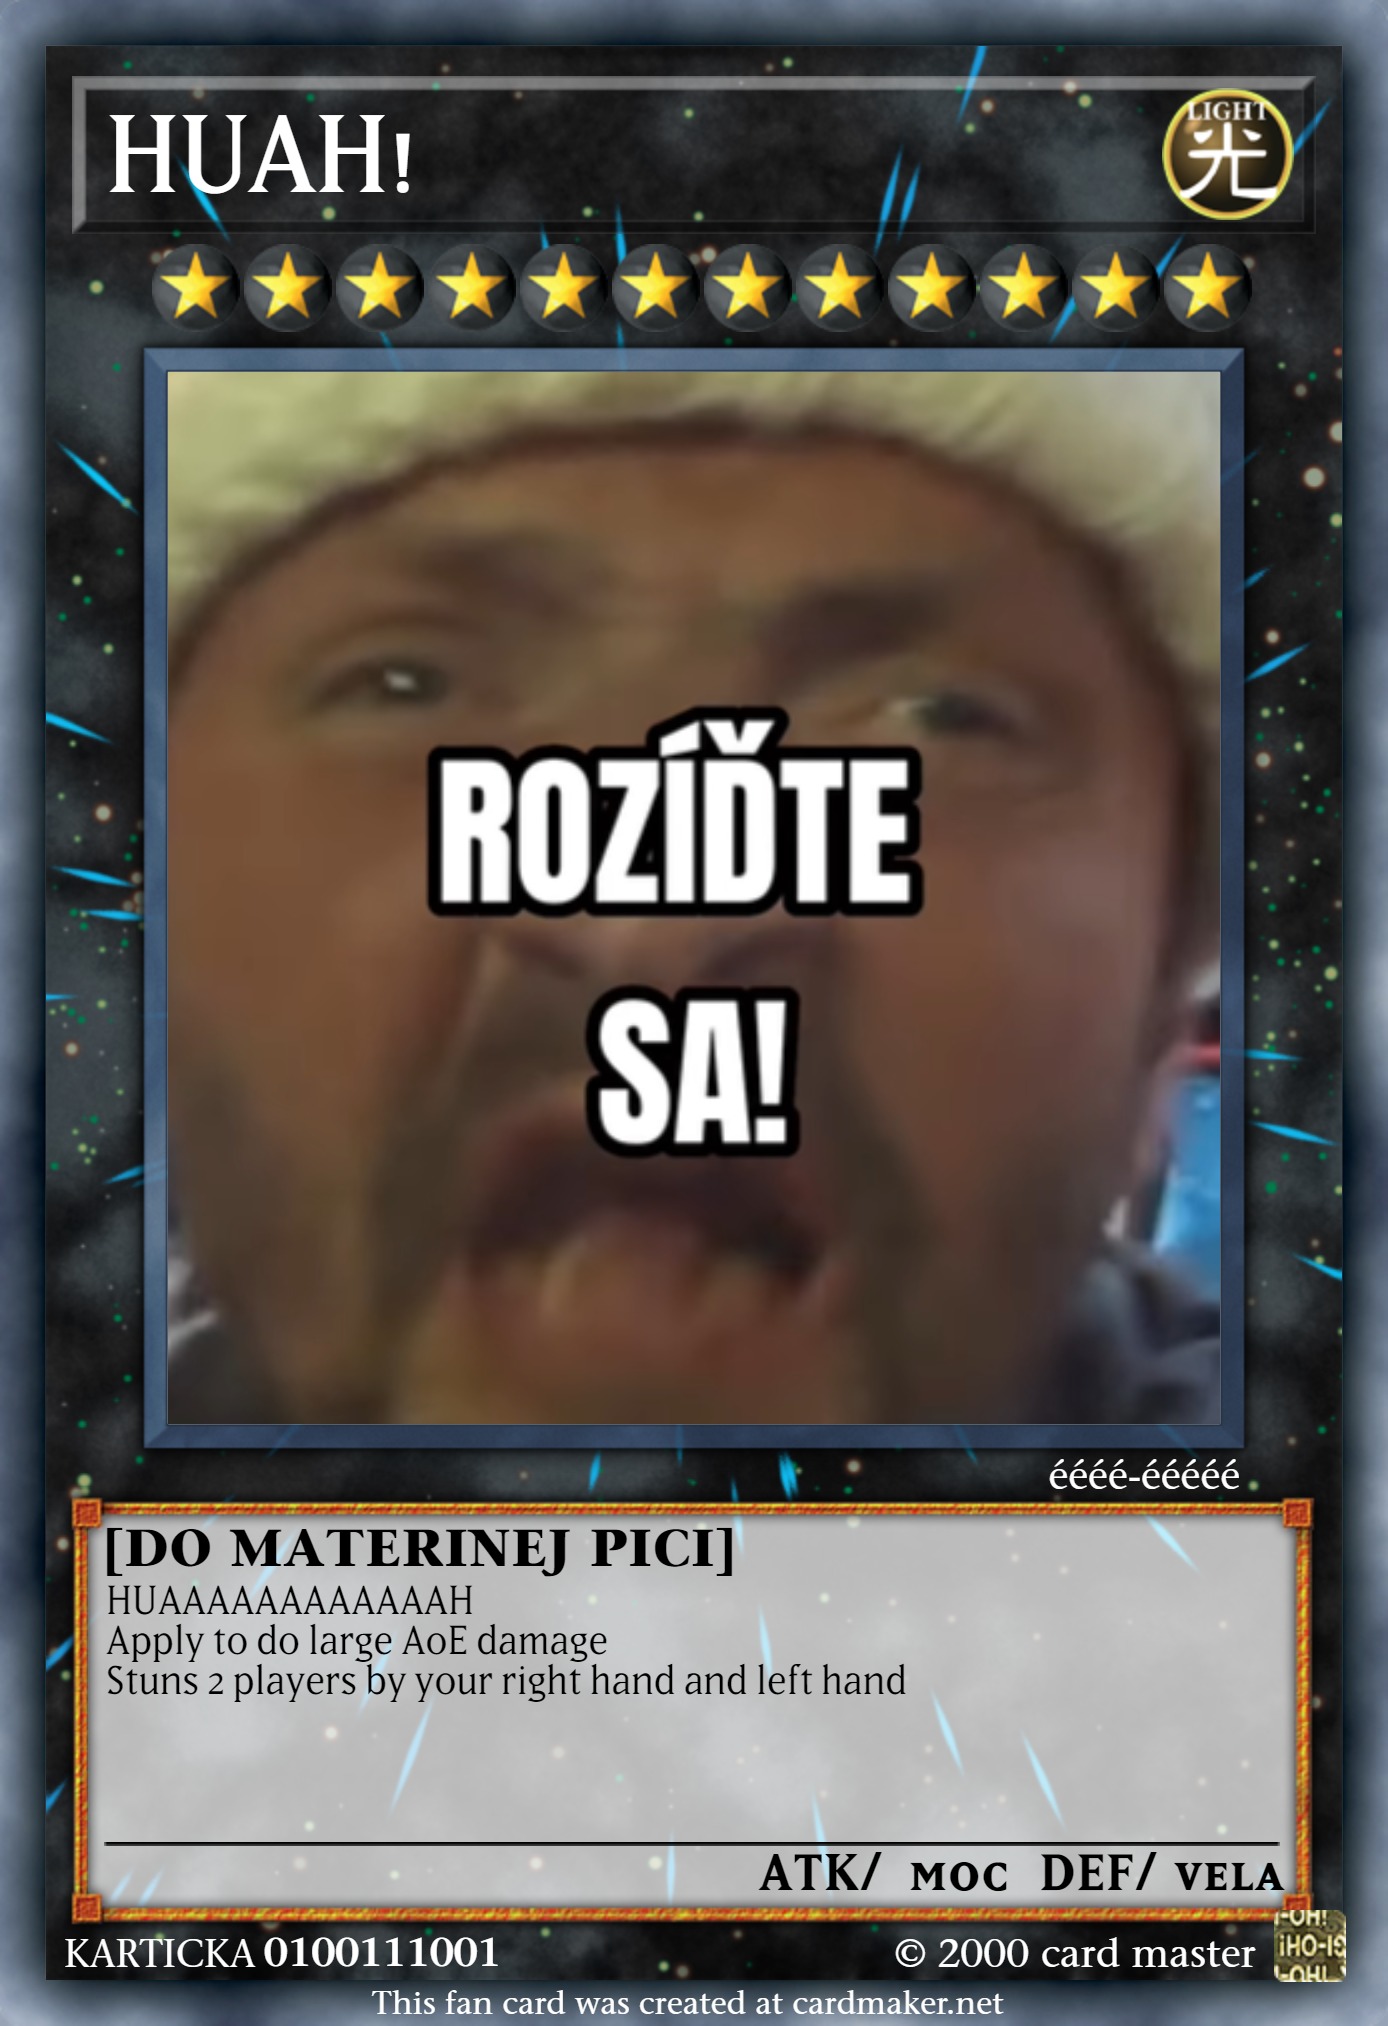 HUAH!
LIGHT
光
ROZÍĎTE
SA!
éééé-ééééé
[DO MATERINEJ PICI]
HUAAAAAAAAAAAAH
Apply to do large AoE damage
Stuns 2 players by your right hand and left hand
ATK/ MOC DEF/ VELA
KARTICKA 0100111001
© 2000 card master
This fan card was created at cardmaker.net